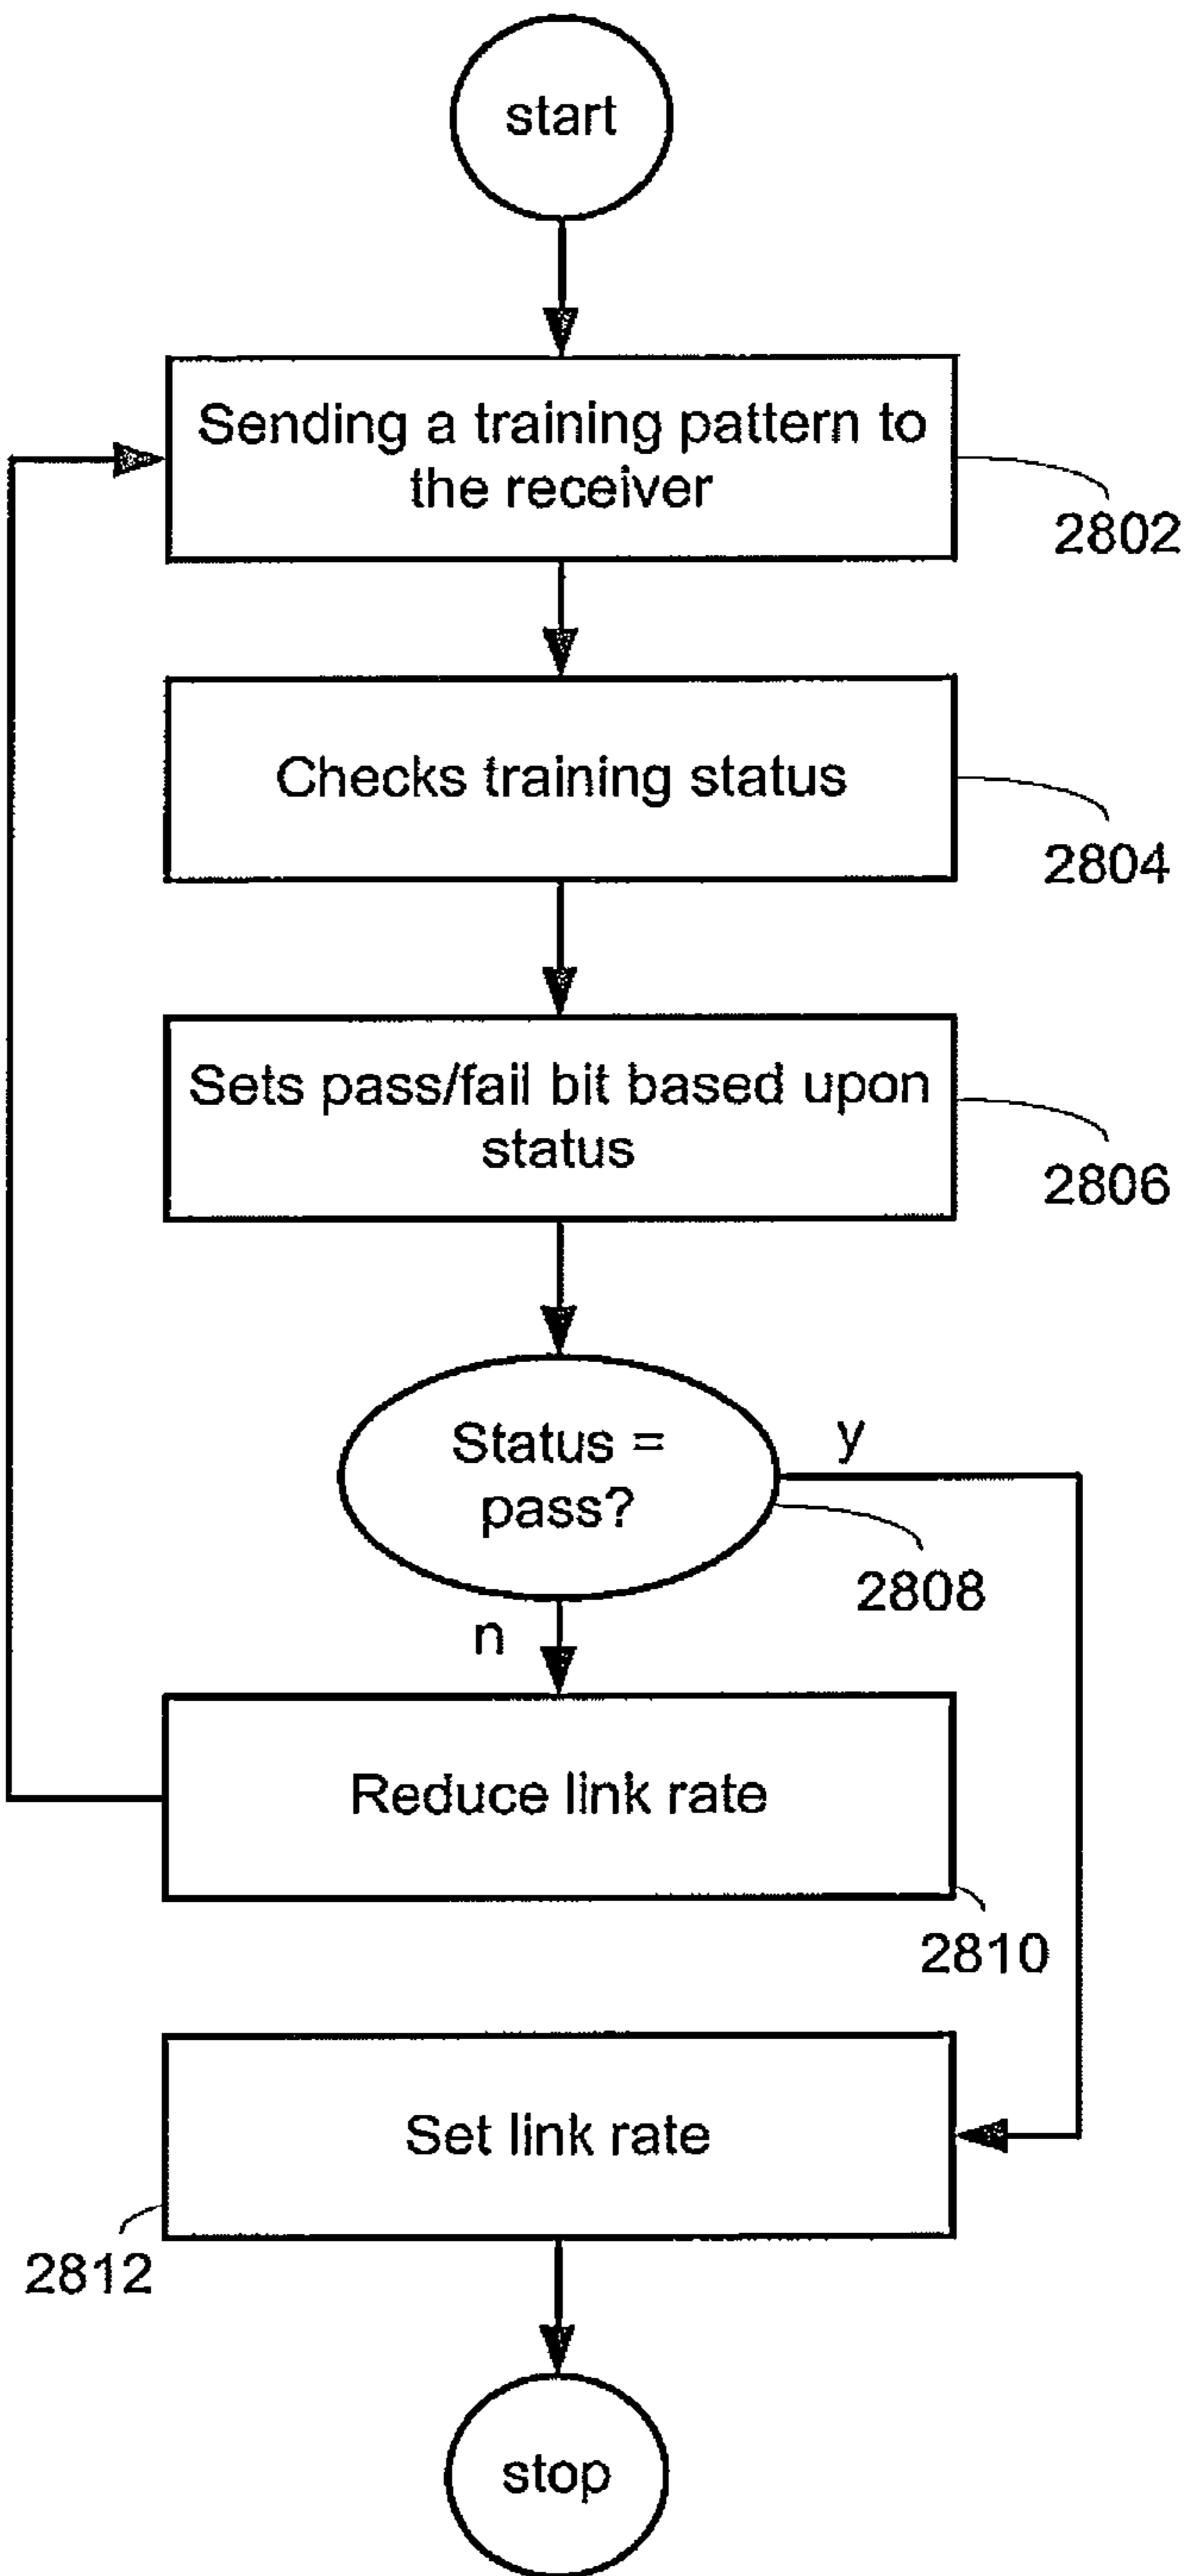 start
Sending a training pattern to
the receiver
2802
Checks training status
2804
Sets pass/fail bit based upon
status
2806
Status =
pass?
y
2808
n
Reduce link rate
2810
Set link rate
2812
stop